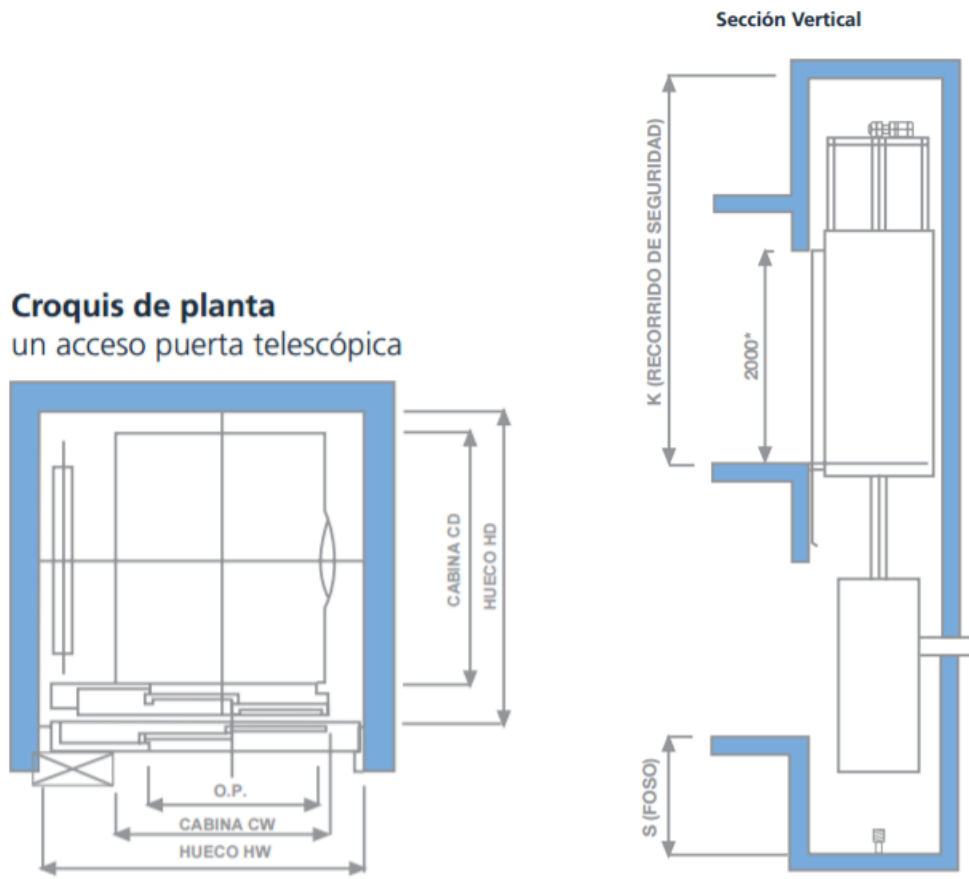 Sección Vertical
K (RECORRIDO DE SEGURIDAD)
2000*
S (FOSO)
Croquis de planta
un acceso puerta telescópica
CABINA CD
HUECO HD
O.P.
CABINA CW
HUECO HW